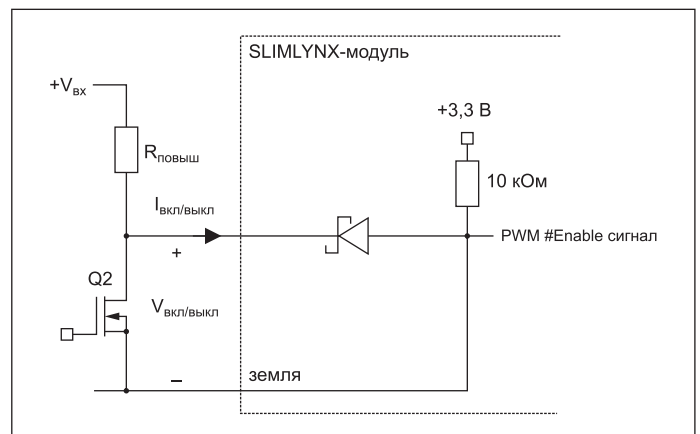 SLIMLYNX-модуль
+Vвх
+3,3 В
Rповыш
10 кОм
Iвкл/выкл
PWM #Enable сигнал
+
Q2
Vвкл/выкл
–
земля